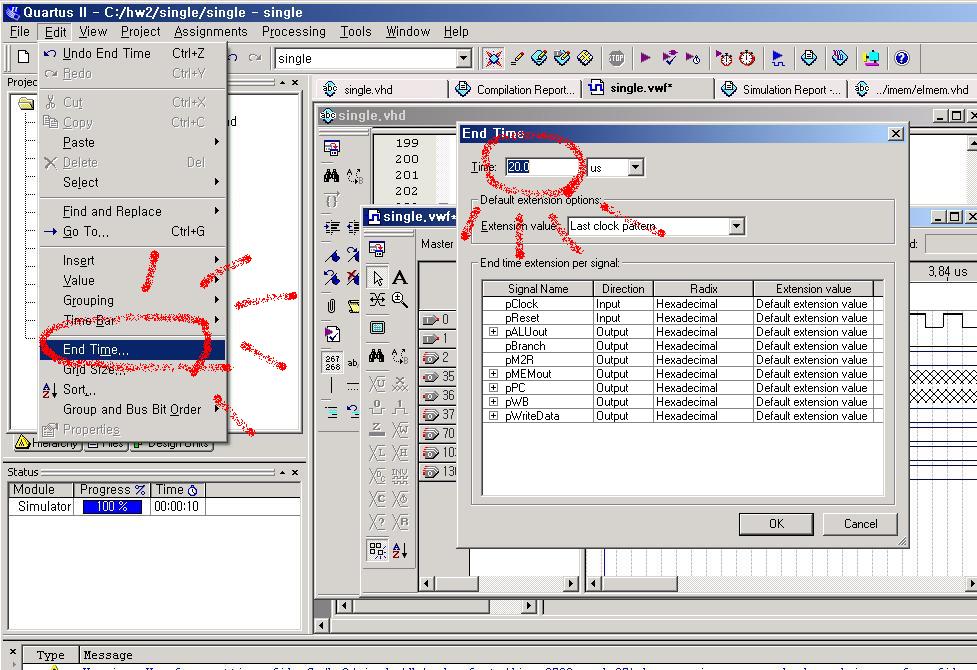 Quartus II - C:/hw2/single/single - single
File Edit View Project Assignments Processing Tools Window Help
single
Undo End Time Ctrl+Z
Redo Ctrl+Y
Cut Ctrl+X
Copy Ctrl+C
Paste
Delete Del
Select
Find and Replace
Go To... Ctrl+G
Insert
Value
Grouping
Time Bar
End Time...
Grid Size...
Sort...
Group and Bus Bit Order
Properties
Hierarchy Files Design Units
Status
Module Progress % Time
Simulator 100 % 00:00:10
Type Message
single.vhd Compilation Report... single.vwf* Simulation Report -... .../imem/elmem.vhd
single.vhd
199
200
201
202
267
268
ab
single.vwf*
Master
3.84 us
0
1
2
35
36
37
70
End Time
Time: 20.0 us
Default extension options:
Extension value: Last clock pattern
End time extension per signal:
Signal Name Direction Radix Extension value
pClock Input Hexadecimal Default extension value
pReset Input Hexadecimal Default extension value
pALUout Output Hexadecimal Default extension value
pBranch Output Hexadecimal Default extension value
pM2R Output Hexadecimal Default extension value
pMEMout Output Hexadecimal Default extension value
pPC Output Hexadecimal Default extension value
pWB Output Hexadecimal Default extension value
pWriteData Output Hexadecimal Default extension value
OK Cancel